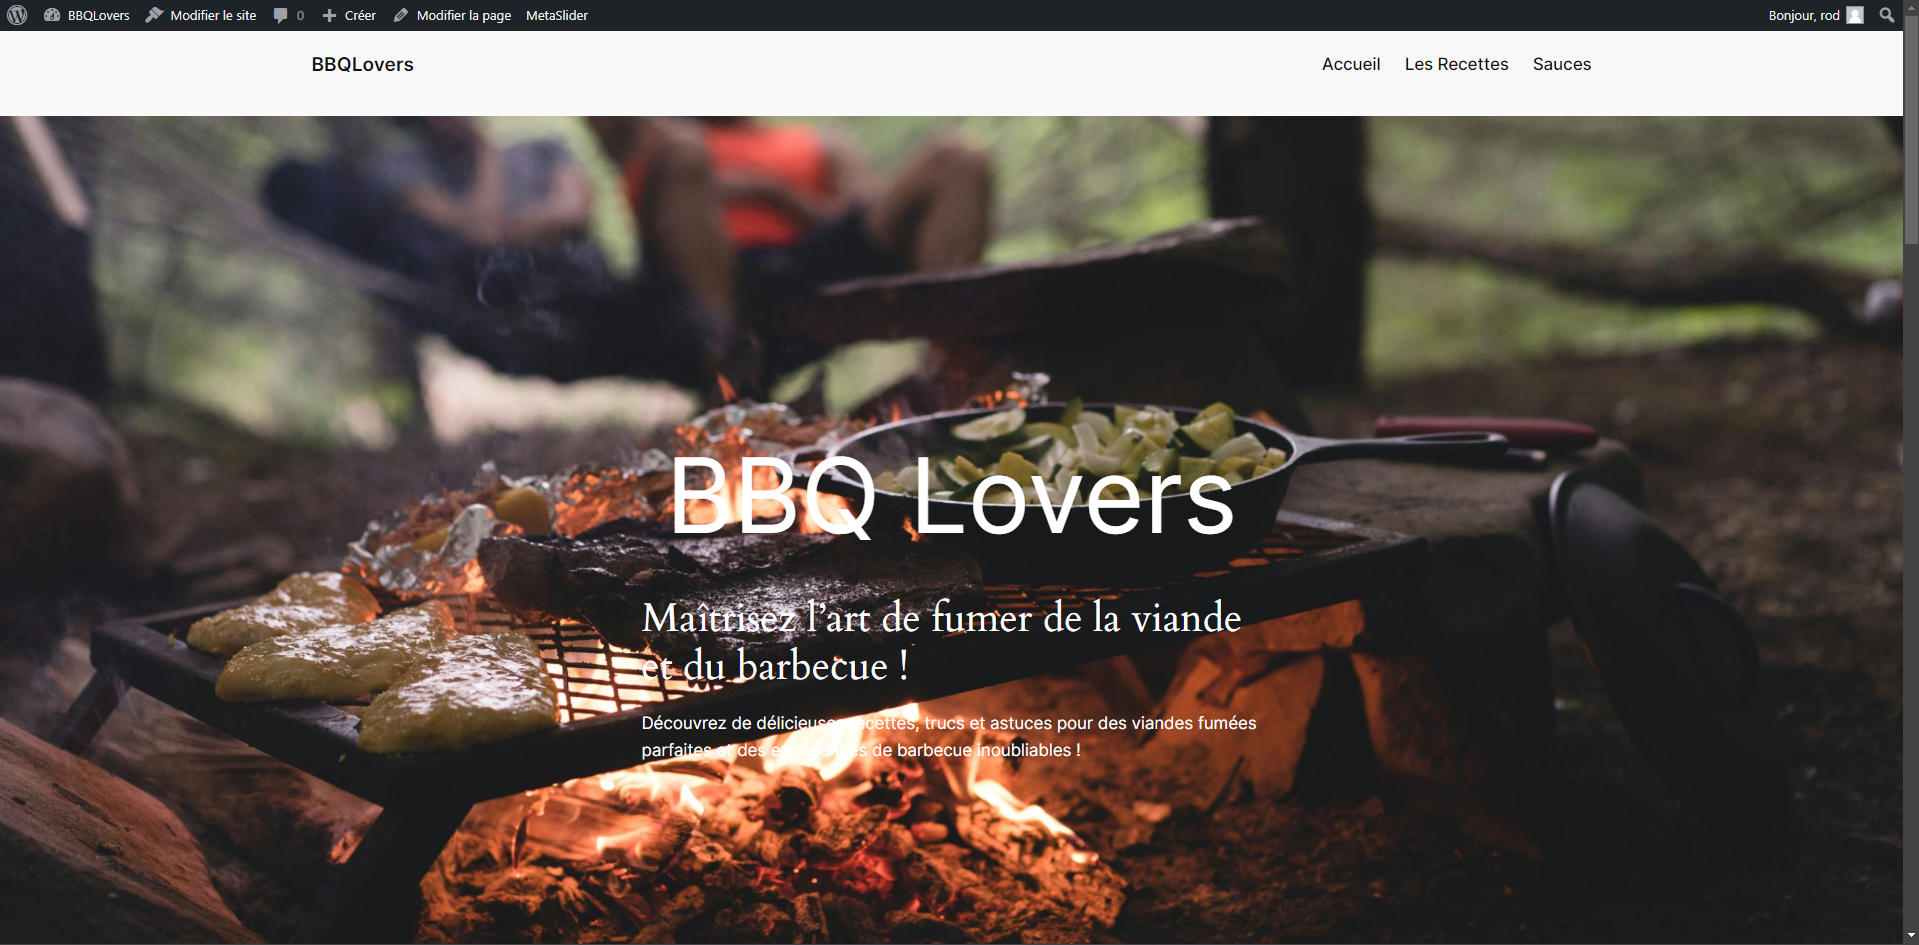 BBQLovers Modifier le site 0 Créer Modifier la page MetaSlider Bonjour, rod
BBQLovers Accueil Les Recettes Sauces
BBQ Lovers
Maîtrisez l’art de fumer de la viande
et du barbecue !
Découvrez de délicieuses recettes, trucs et astuces pour des viandes fumées
parfaites et des expériences de barbecue inoubliables !